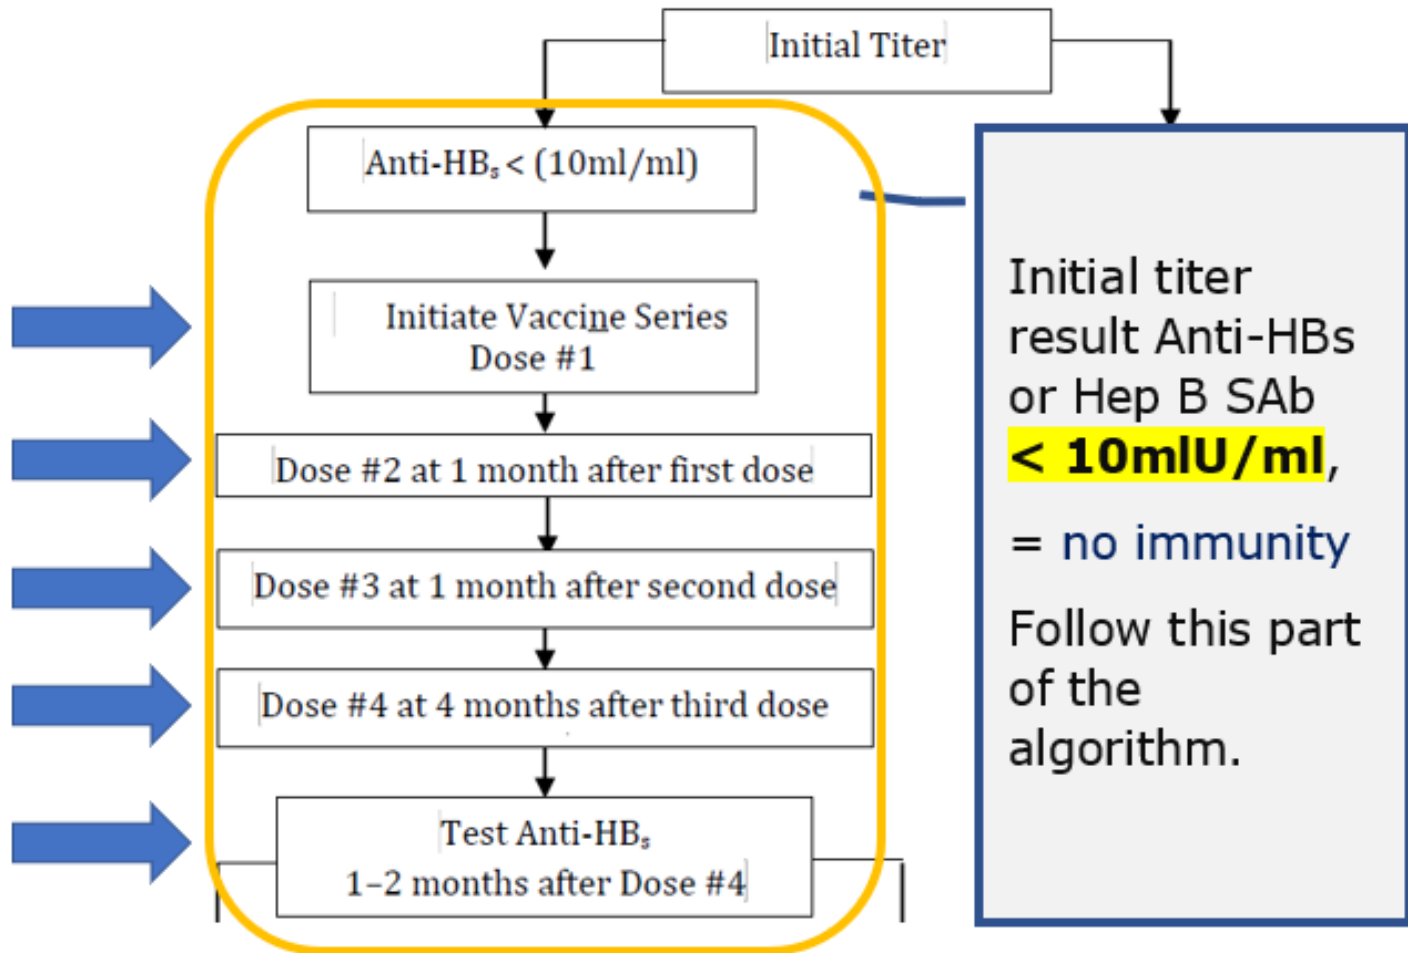 Initial Titer
Anti-HBs < (10ml/ml)
Initiate Vaccine Series
Dose #1
Dose #2 at 1 month after first dose
Dose #3 at 1 month after second dose
Dose #4 at 4 months after third dose
Test Anti-HBs
1–2 months after Dose #4
Initial titer
result Anti-HBs
or Hep B SAb
< 10mlU/ml,
= no immunity
Follow this part
of the
algorithm.